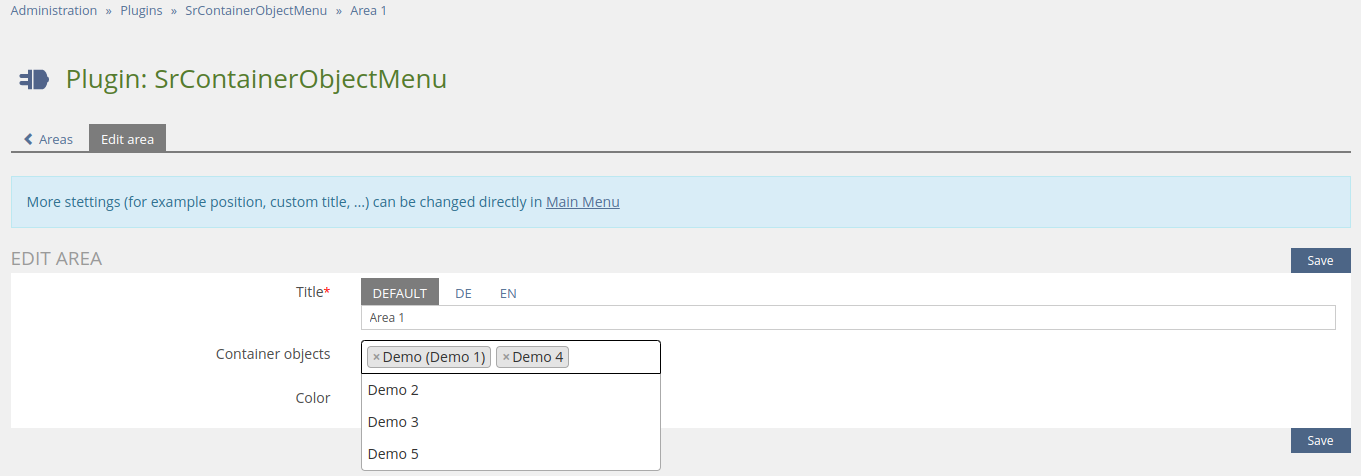 Administration » Plugins » SrContainerObjectMenu » Area 1
Plugin: SrContainerObjectMenu
Areas Edit area
More stettings (for example position, custom title, ...) can be changed directly in Main Menu
EDIT AREA Save
Title* DEFAULT DE EN
Area 1
Container objects ×Demo (Demo 1) ×Demo 4
Demo 2
Color
Demo 3
Save
Demo 5